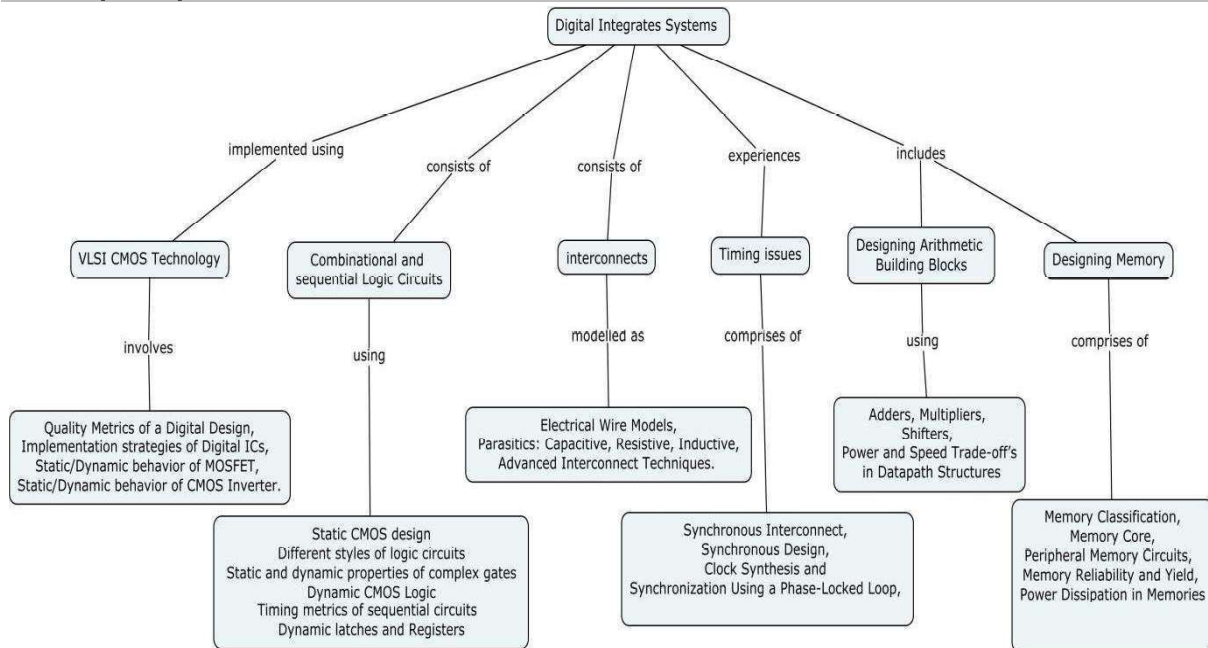 Digital Integrates Systems
implemented using
consists of
consists of
experiences
includes
VLSI CMOS Technology
Combinational and
sequential Logic Circuits
interconnects
Timing issues
Designing Arithmetic
Building Blocks
Designing Memory
involves
using
modelled as
comprises of
using
comprises of
Quality Metrics of a Digital Design,
Implementation strategies of Digital ICs,
Static/Dynamic behavior of MOSFET,
Static/Dynamic behavior of CMOS Inverter.
Static CMOS design
Different styles of logic circuits
Static and dynamic properties of complex gates
Dynamic CMOS Logic
Timing metrics of sequential circuits
Dynamic latches and Registers
Electrical Wire Models,
Parasitics: Capacitive, Resistive, Inductive,
Advanced Interconnect Techniques.
Synchronous Interconnect,
Synchronous Design,
Clock Synthesis and
Synchronization Using a Phase-Locked Loop,
Adders, Multipliers,
Shifters,
Power and Speed Trade-off's
in Datapath Structures
Memory Classification,
Memory Core,
Peripheral Memory Circuits,
Memory Reliability and Yield,
Power Dissipation in Memories